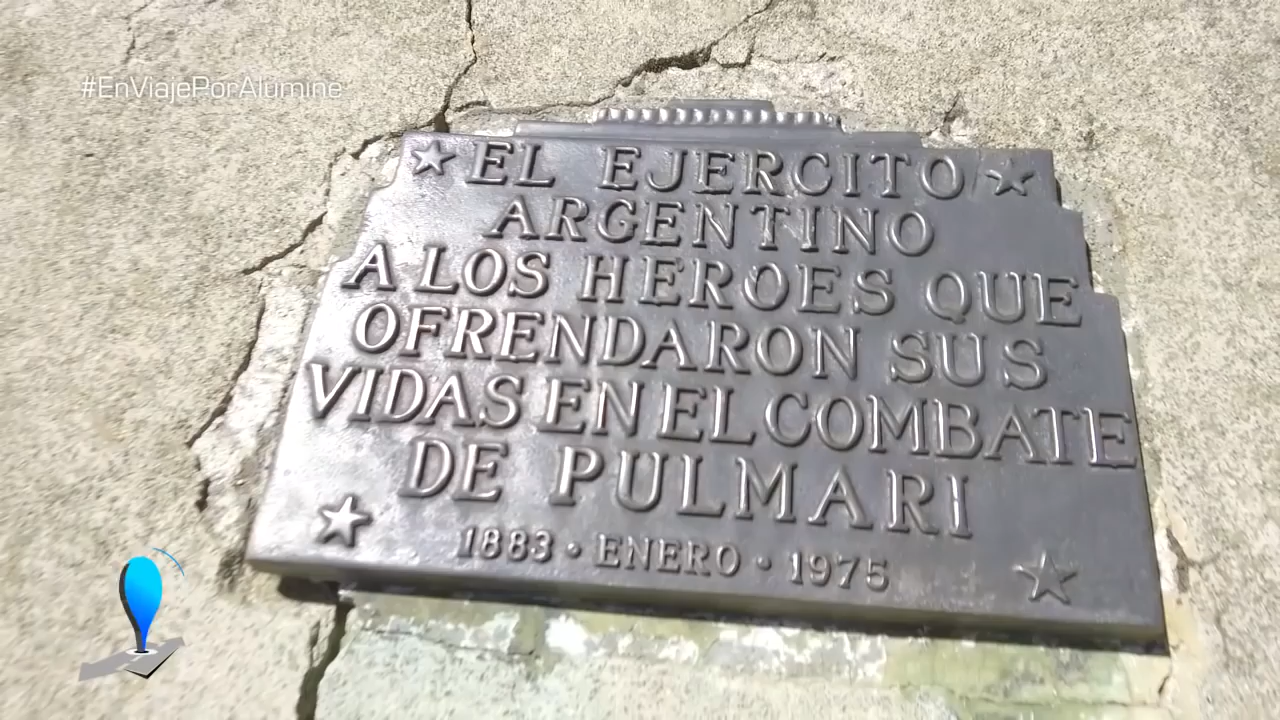 #EnViajePorAlumine
EL EJERCITO
ARGENTINO
A LOS HEROES QUE
OFRENDARON SUS
VIDAS EN EL COMBATE
DE PULMARI
1883 • ENERO • 1975